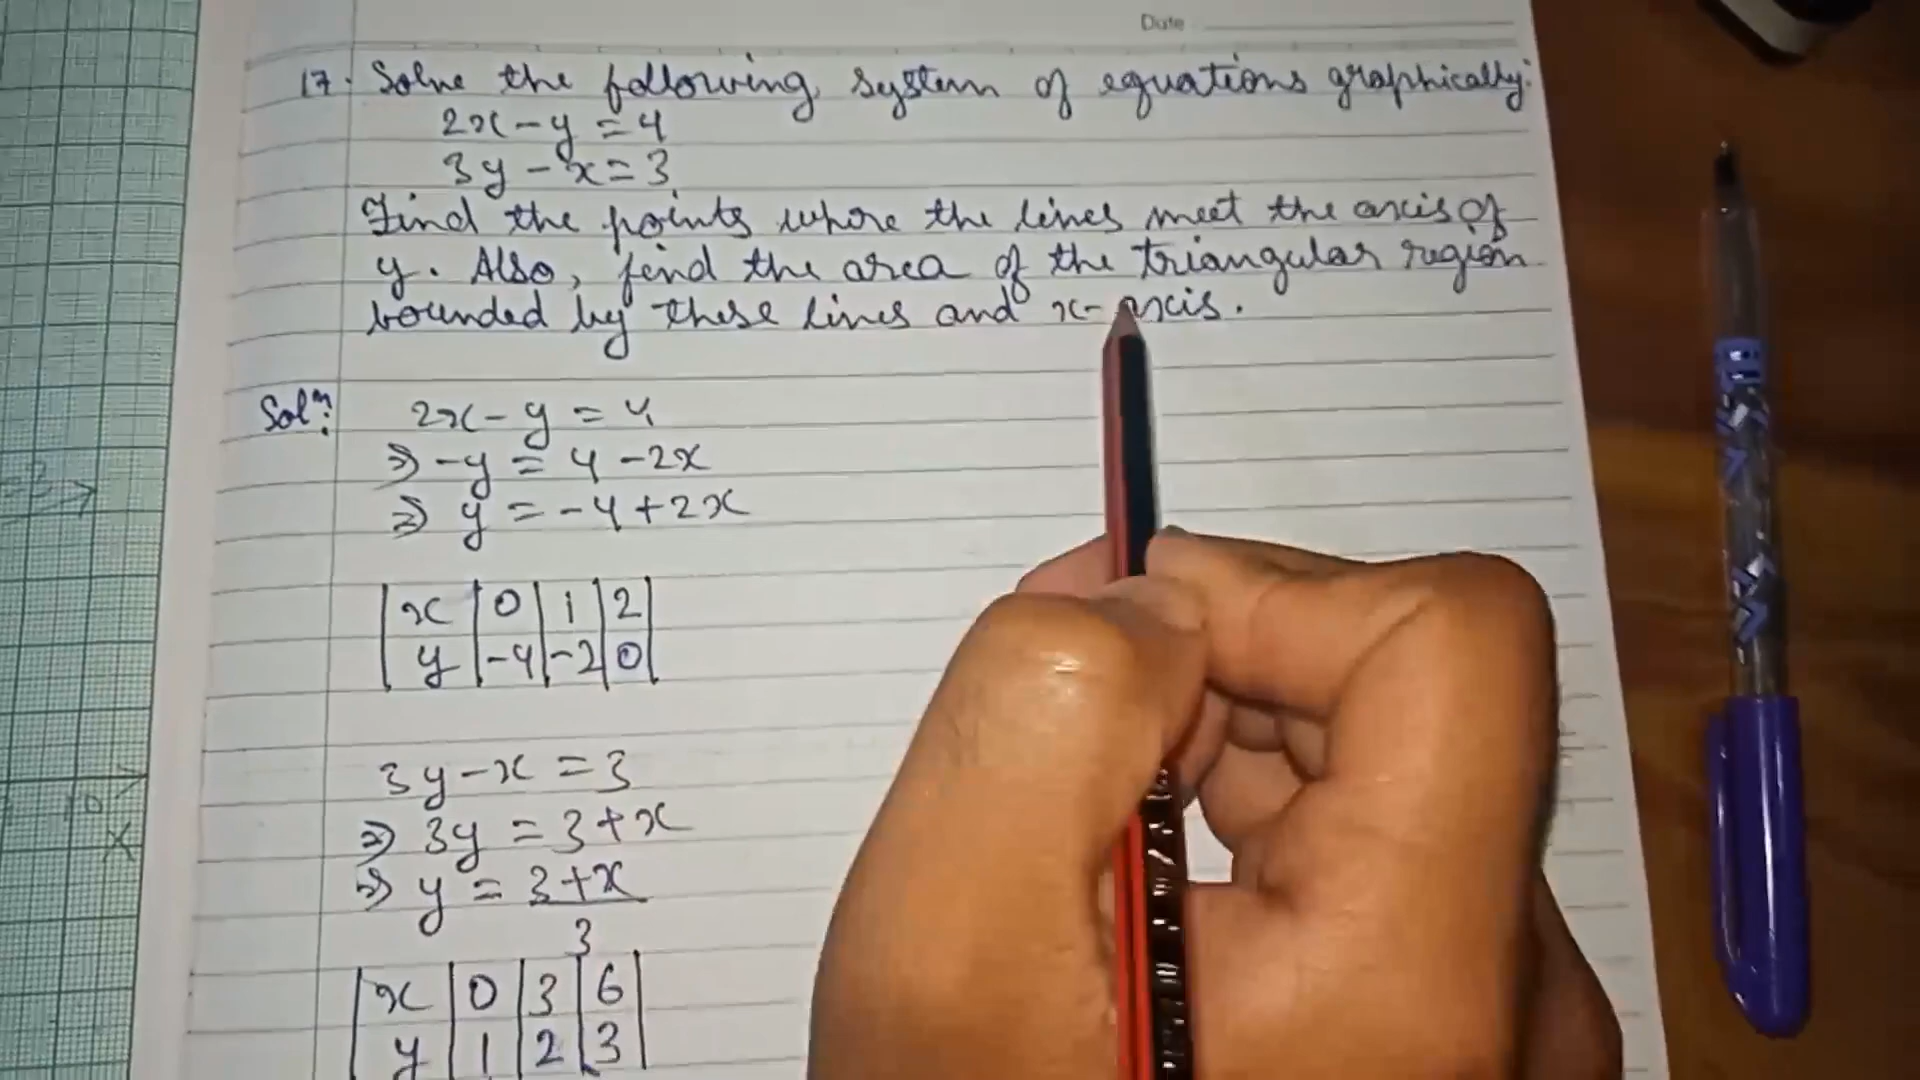 Date
17. Solve the following system of equations graphically:
2x - y = 4
3y - x = 3
Find the points where the lines meet the axis of
y. Also, find the area of the triangular region
bounded by these lines and x-axis.
Solⁿ:
2x - y = 4
⇒ -y = 4 - 2x
⇒ y = -4 + 2x
x | 0 | 1 | 2
y | -4 | -2 | 0
3y - x = 3
⇒ 3y = 3 + x
⇒ y = 3 + x
3
x | 0 | 3 | 6
y | 1 | 2 | 3
10
X